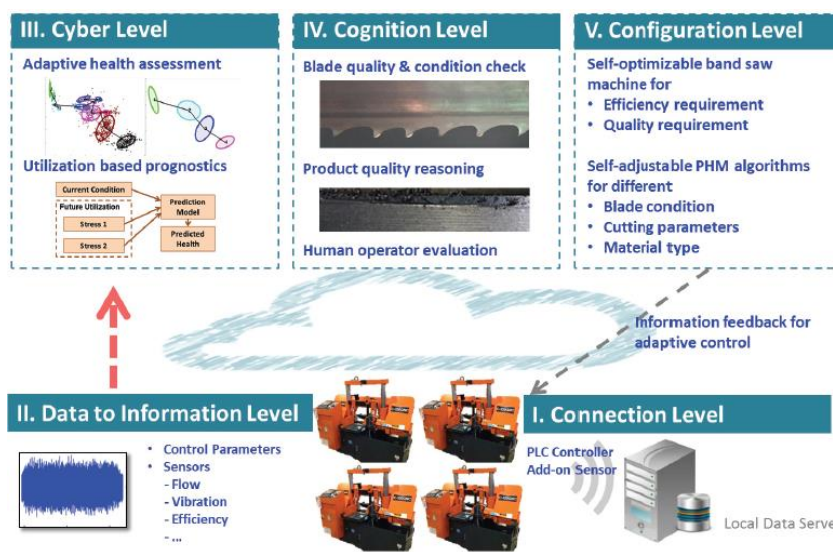 III. Cyber Level
Adaptive health assessment
Utilization based prognostics
Current Condition
Future Utilization
Stress 1
Stress 2
Prediction
Model
Predicted
Health
IV. Cognition Level
Blade quality & condition check
Product quality reasoning
Human operator evaluation
V. Configuration Level
Self-optimizable band saw
machine for
• Efficiency requirement
• Quality requirement
Self-adjustable PHM algorithms
for different
• Blade condition
• Cutting parameters
• Material type
Information feedback for
adaptive control
II. Data to Information Level
• Control Parameters
• Sensors
- Flow
- Vibration
- Efficiency
- ...
I. Connection Level
PLC Controller
Add-on Sensor
Local Data Serve